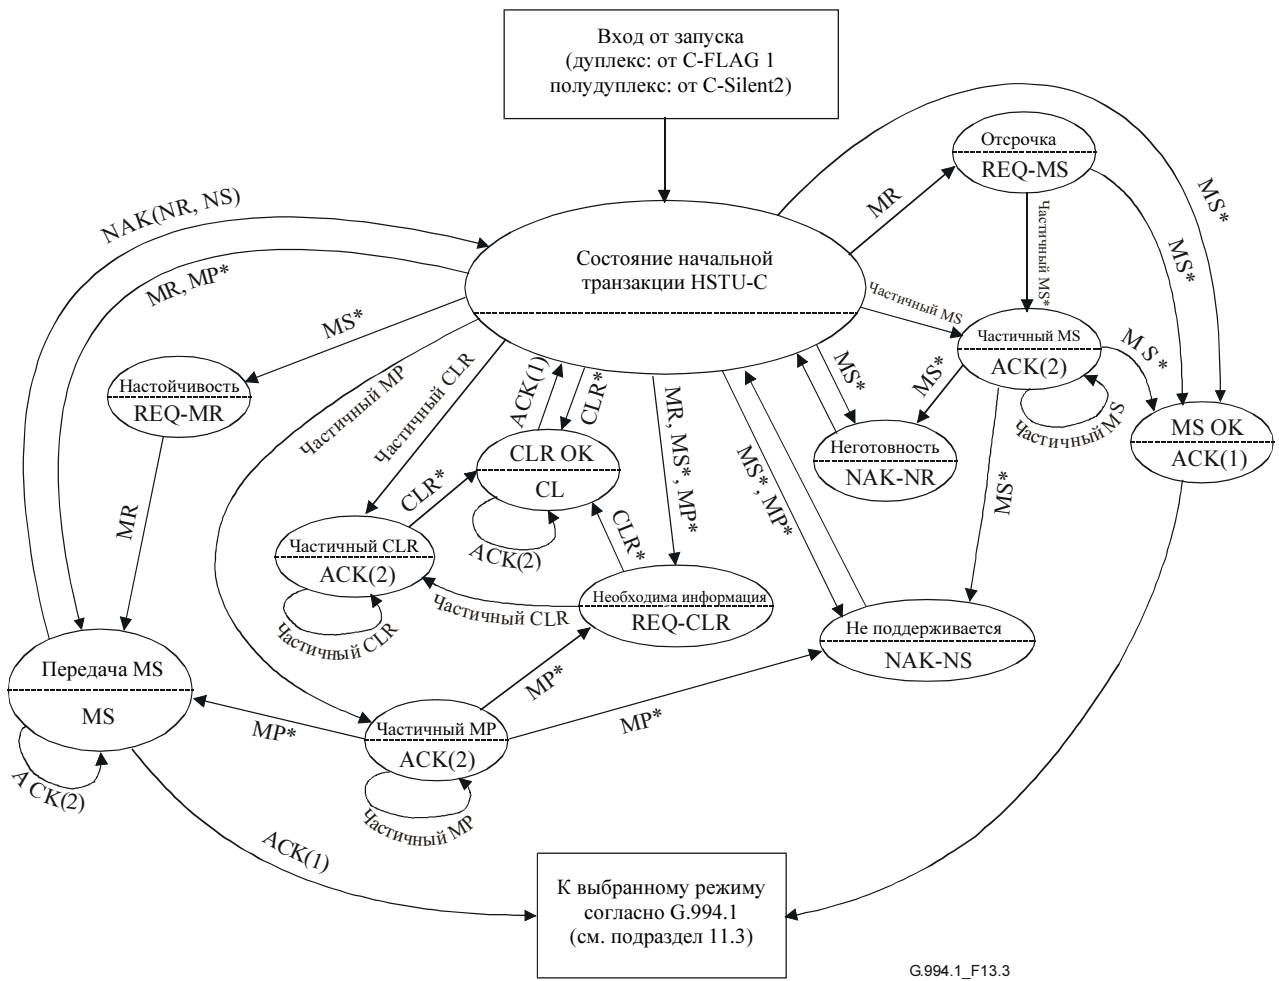 Вход от запуска
(дуплекс: от C-FLAG 1
полудуплекс: от C-Silent2)
Отсрочка
REQ-MS
MR
MS*
NAK(NR, NS)
MR, MP*
Состояние начальной
транзакции HSTU-C
Частичный MS*
MS*
MS*
Частичный MS
Частичный MS
ACK(2)
M S *
Настойчивость
REQ-MR
Частичный MP
Частичный CLR
ACK(1)
CLR*
MR, MS*, MP*
MS*, MP*
MS*
MS*
Частичный MS
Неготовность
NAK-NR
MS OK
ACK(1)
CLR OK
CL
CLR*
ACK(2)
CLR*
MS*
MR
Частичный CLR
ACK(2)
Частичный CLR
Частичный CLR
Необходима информация
REQ-CLR
Не поддерживается
NAK-NS
Передача MS
MS
MP*
MP*
MP*
Частичный MP
ACK(2)
Частичный MP
A CK(2)
ACK(1)
К выбранному режиму
согласно G.994.1
(см. подраздел 11.3)
G.994.1_F13.3